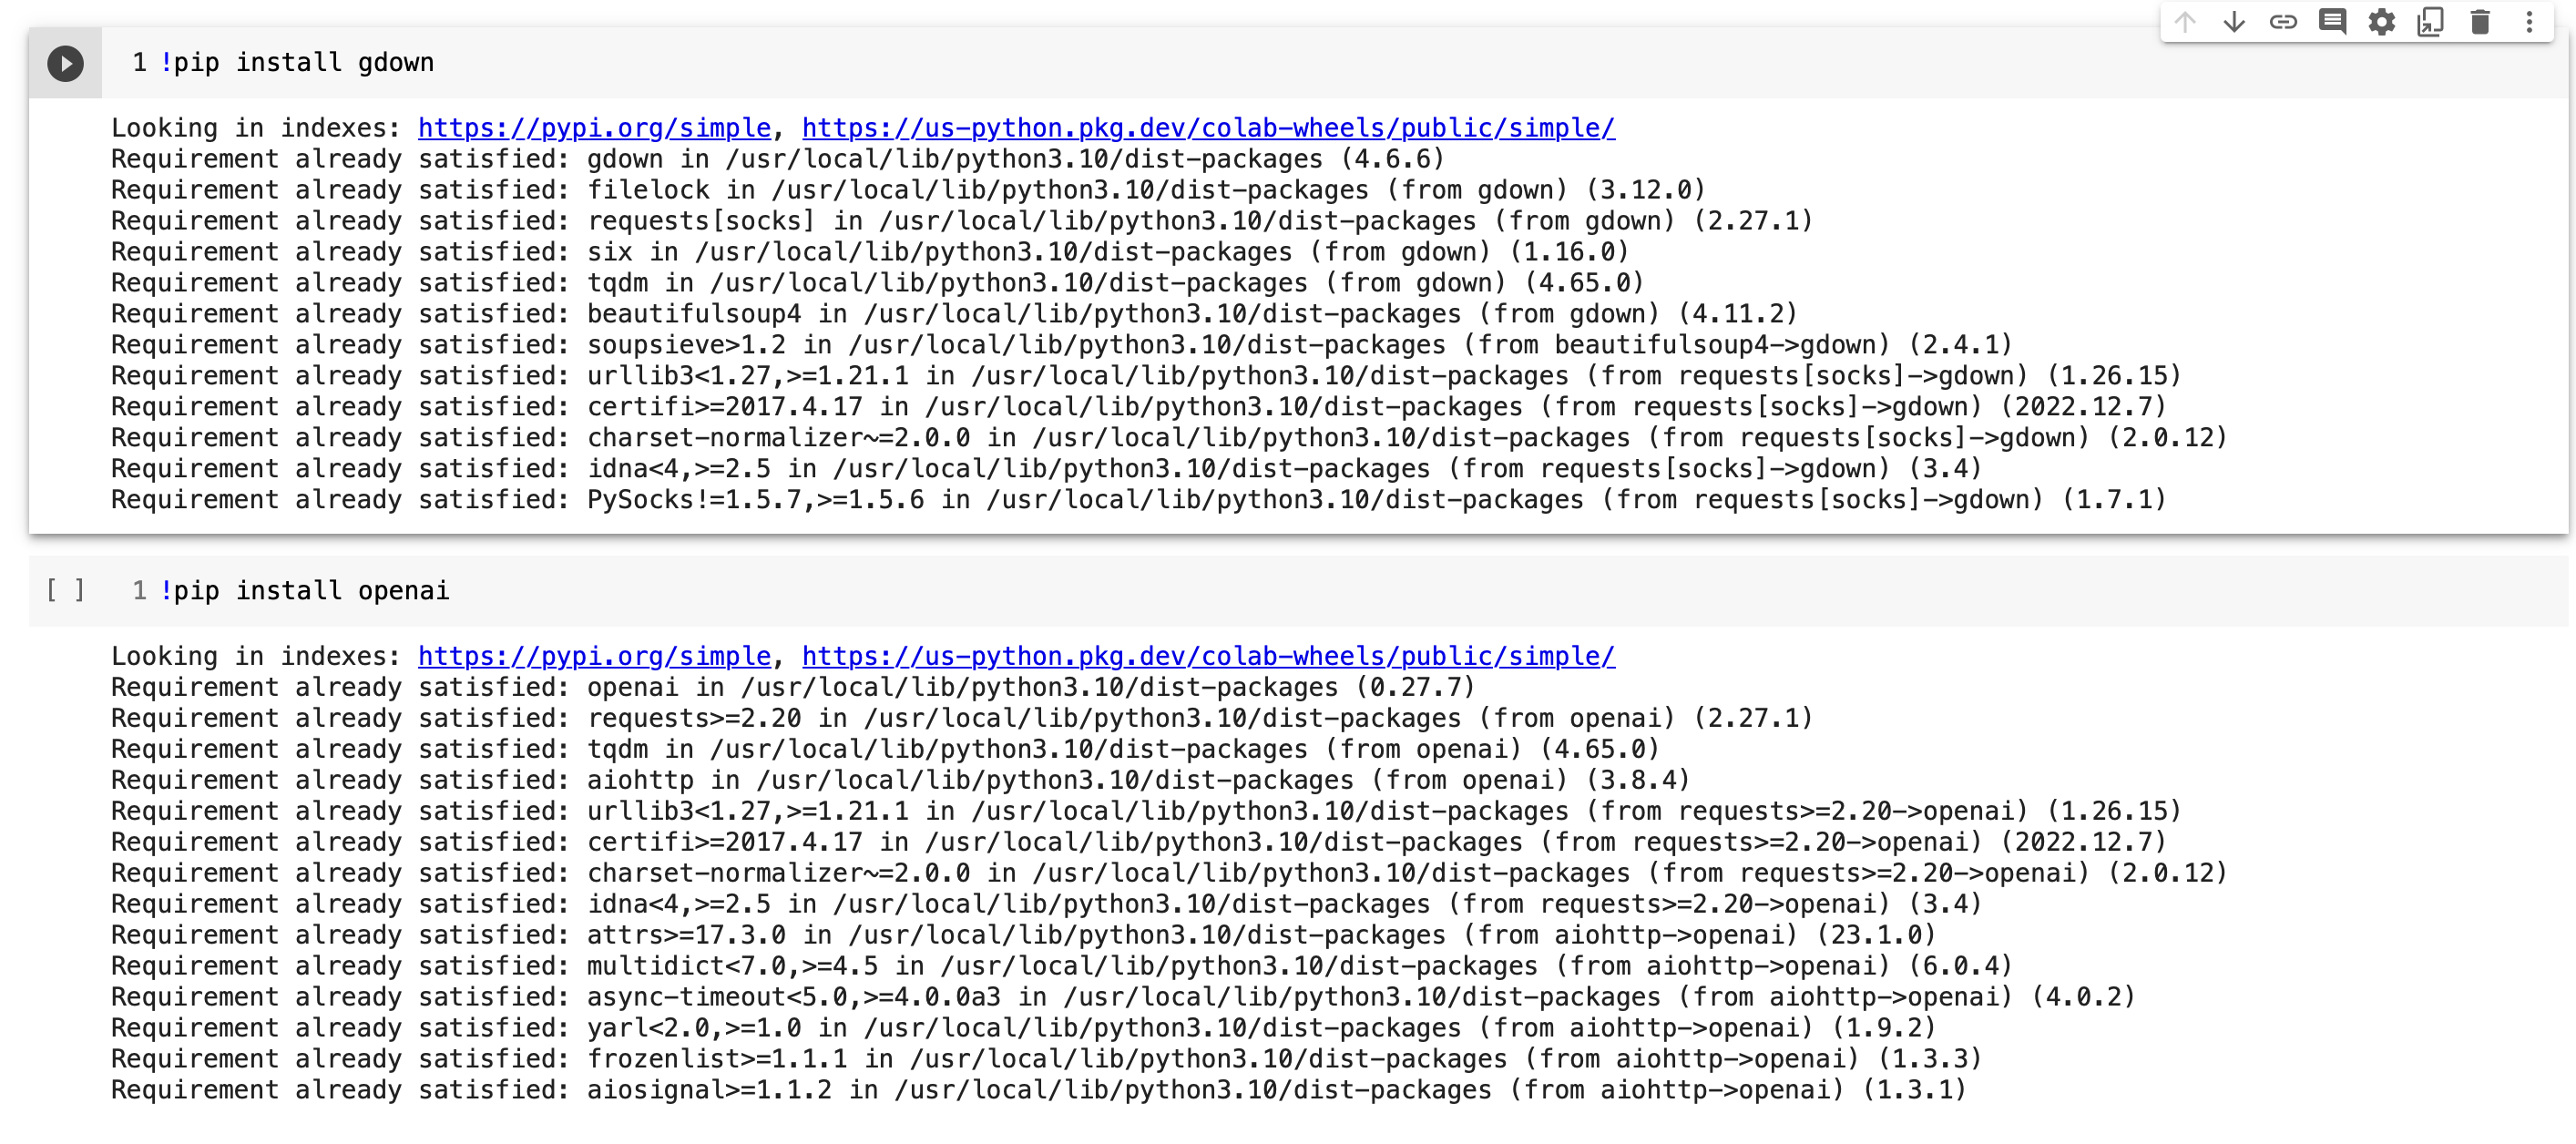 1 !pip install gdown
Looking in indexes: https://pypi.org/simple, https://us-python.pkg.dev/colab-wheels/public/simple/
Requirement already satisfied: gdown in /usr/local/lib/python3.10/dist-packages (4.6.6)
Requirement already satisfied: filelock in /usr/local/lib/python3.10/dist-packages (from gdown) (3.12.0)
Requirement already satisfied: requests[socks] in /usr/local/lib/python3.10/dist-packages (from gdown) (2.27.1)
Requirement already satisfied: six in /usr/local/lib/python3.10/dist-packages (from gdown) (1.16.0)
Requirement already satisfied: tqdm in /usr/local/lib/python3.10/dist-packages (from gdown) (4.65.0)
Requirement already satisfied: beautifulsoup4 in /usr/local/lib/python3.10/dist-packages (from gdown) (4.11.2)
Requirement already satisfied: soupsieve>1.2 in /usr/local/lib/python3.10/dist-packages (from beautifulsoup4->gdown) (2.4.1)
Requirement already satisfied: urllib3<1.27,>=1.21.1 in /usr/local/lib/python3.10/dist-packages (from requests[socks]->gdown) (1.26.15)
Requirement already satisfied: certifi>=2017.4.17 in /usr/local/lib/python3.10/dist-packages (from requests[socks]->gdown) (2022.12.7)
Requirement already satisfied: charset-normalizer~=2.0.0 in /usr/local/lib/python3.10/dist-packages (from requests[socks]->gdown) (2.0.12)
Requirement already satisfied: idna<4,>=2.5 in /usr/local/lib/python3.10/dist-packages (from requests[socks]->gdown) (3.4)
Requirement already satisfied: PySocks!=1.5.7,>=1.5.6 in /usr/local/lib/python3.10/dist-packages (from requests[socks]->gdown) (1.7.1)
[ ] 1 !pip install openai
Looking in indexes: https://pypi.org/simple, https://us-python.pkg.dev/colab-wheels/public/simple/
Requirement already satisfied: openai in /usr/local/lib/python3.10/dist-packages (0.27.7)
Requirement already satisfied: requests>=2.20 in /usr/local/lib/python3.10/dist-packages (from openai) (2.27.1)
Requirement already satisfied: tqdm in /usr/local/lib/python3.10/dist-packages (from openai) (4.65.0)
Requirement already satisfied: aiohttp in /usr/local/lib/python3.10/dist-packages (from openai) (3.8.4)
Requirement already satisfied: urllib3<1.27,>=1.21.1 in /usr/local/lib/python3.10/dist-packages (from requests>=2.20->openai) (1.26.15)
Requirement already satisfied: certifi>=2017.4.17 in /usr/local/lib/python3.10/dist-packages (from requests>=2.20->openai) (2022.12.7)
Requirement already satisfied: charset-normalizer~=2.0.0 in /usr/local/lib/python3.10/dist-packages (from requests>=2.20->openai) (2.0.12)
Requirement already satisfied: idna<4,>=2.5 in /usr/local/lib/python3.10/dist-packages (from requests>=2.20->openai) (3.4)
Requirement already satisfied: attrs>=17.3.0 in /usr/local/lib/python3.10/dist-packages (from aiohttp->openai) (23.1.0)
Requirement already satisfied: multidict<7.0,>=4.5 in /usr/local/lib/python3.10/dist-packages (from aiohttp->openai) (6.0.4)
Requirement already satisfied: async-timeout<5.0,>=4.0.0a3 in /usr/local/lib/python3.10/dist-packages (from aiohttp->openai) (4.0.2)
Requirement already satisfied: yarl<2.0,>=1.0 in /usr/local/lib/python3.10/dist-packages (from aiohttp->openai) (1.9.2)
Requirement already satisfied: frozenlist>=1.1.1 in /usr/local/lib/python3.10/dist-packages (from aiohttp->openai) (1.3.3)
Requirement already satisfied: aiosignal>=1.1.2 in /usr/local/lib/python3.10/dist-packages (from aiohttp->openai) (1.3.1)